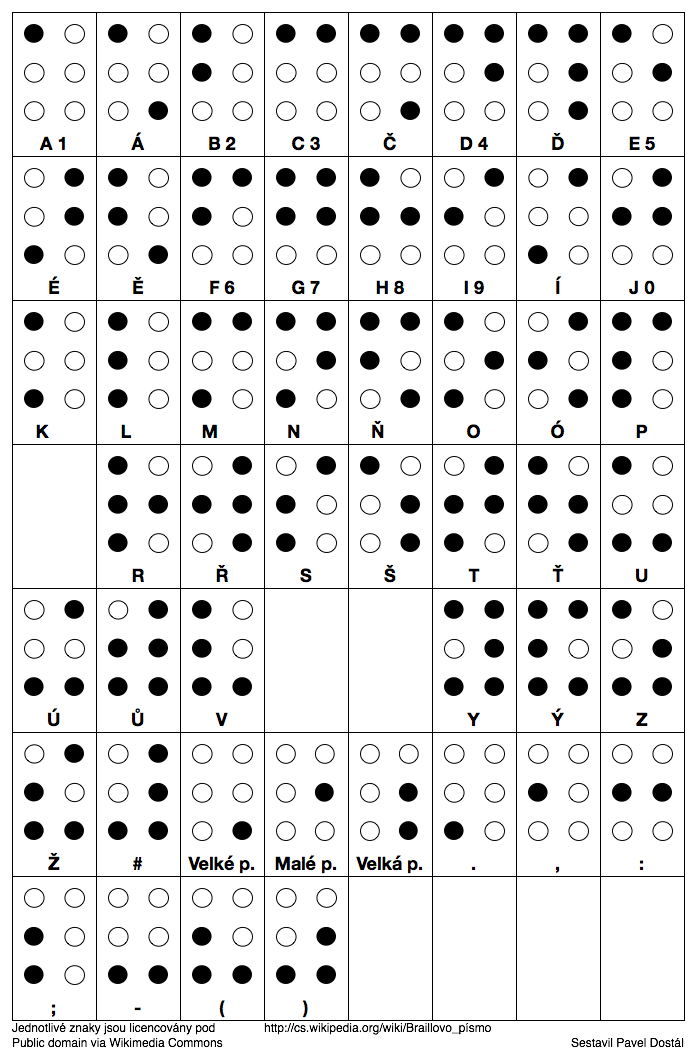 A 1 Á B 2 C 3 Č D 4 Ď E 5
É Ě F 6 G 7 H 8 I 9 Í J 0
K L M N Ň O Ó P
R Ř S Š T Ť U
Ú Ů V Y Ý Z
Ž # Velké p. Malé p. Velká p. . , :
; - ( )
Jednotlivé znaky jsou licencovány pod http://cs.wikipedia.org/wiki/Braillovo_písmo
Public domain via Wikimedia Commons Sestavil Pavel Dostál